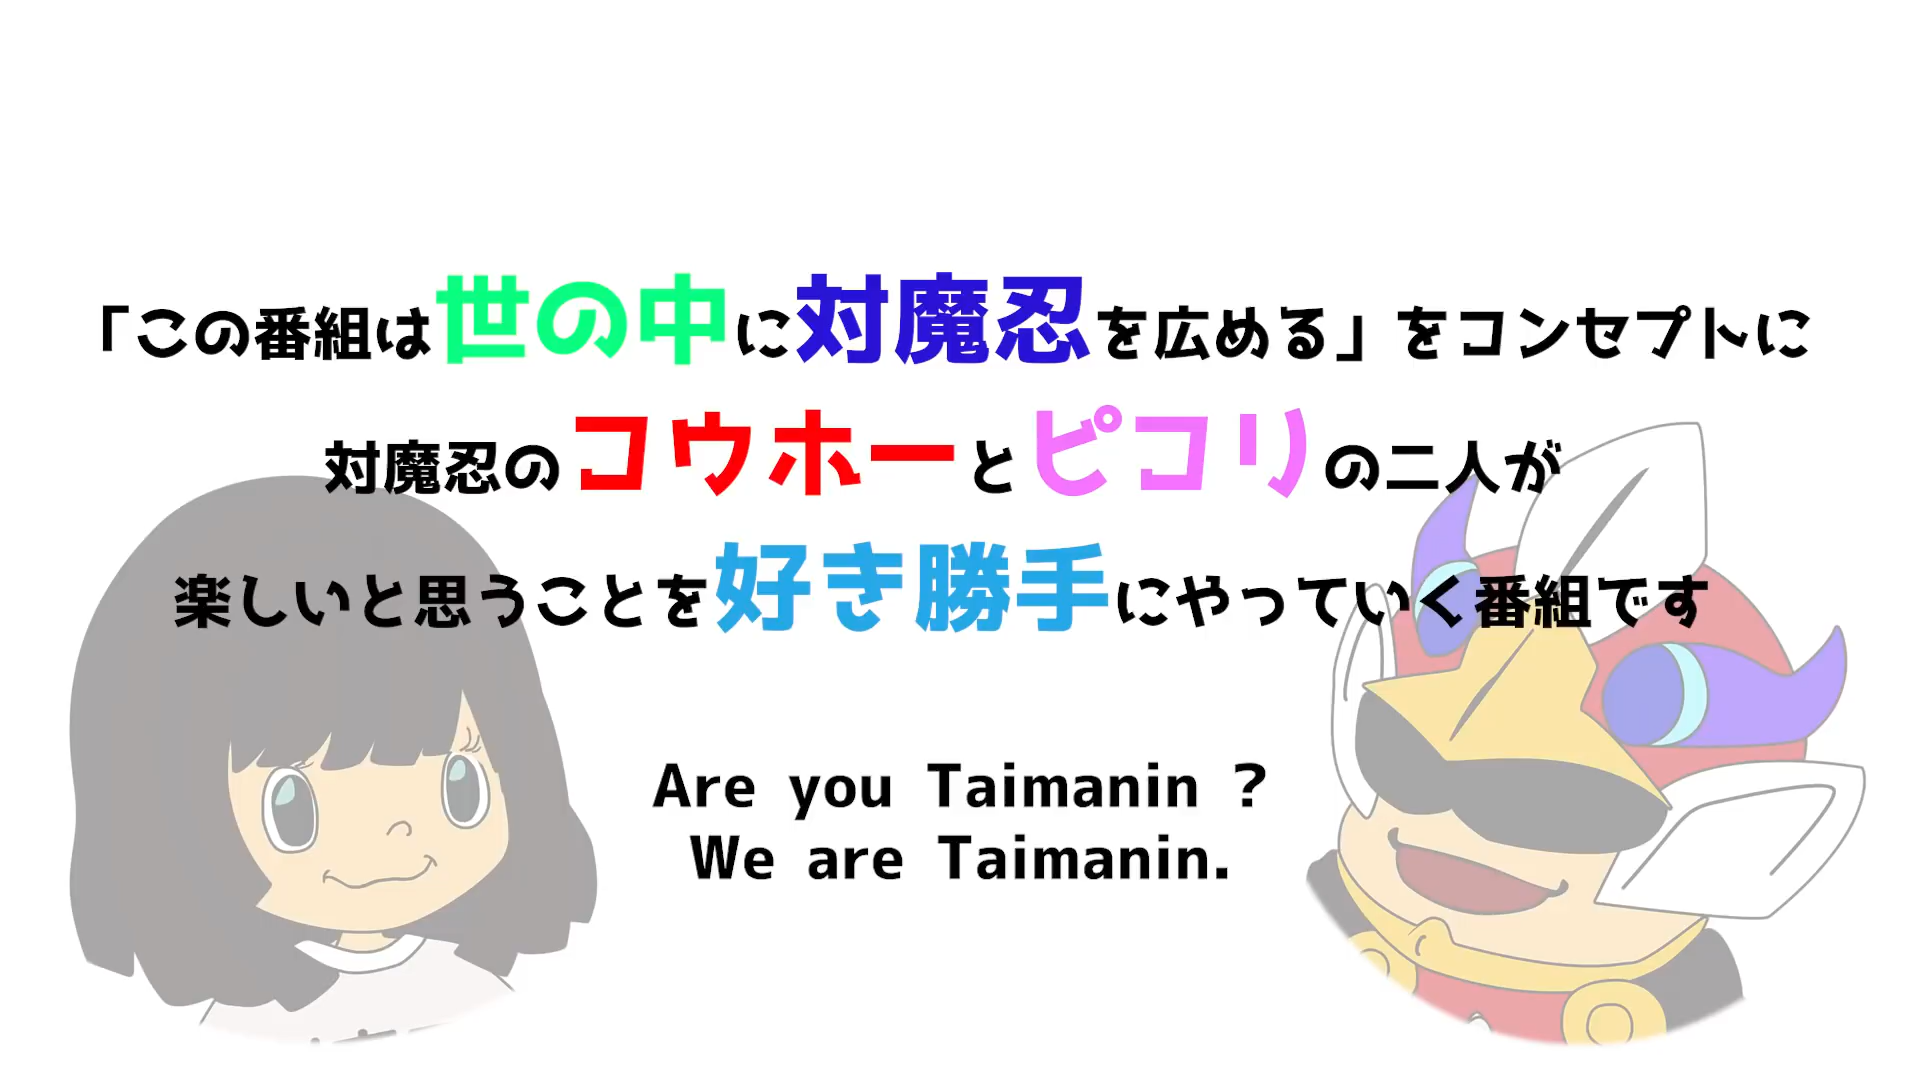 「この番組は世の中に対魔忍を広める」をコンセプトに
対魔忍のコウホーとピコリの二人が
楽しいと思うことを好き勝手にやっていく番組です
Are you Taimanin ?
We are Taimanin.